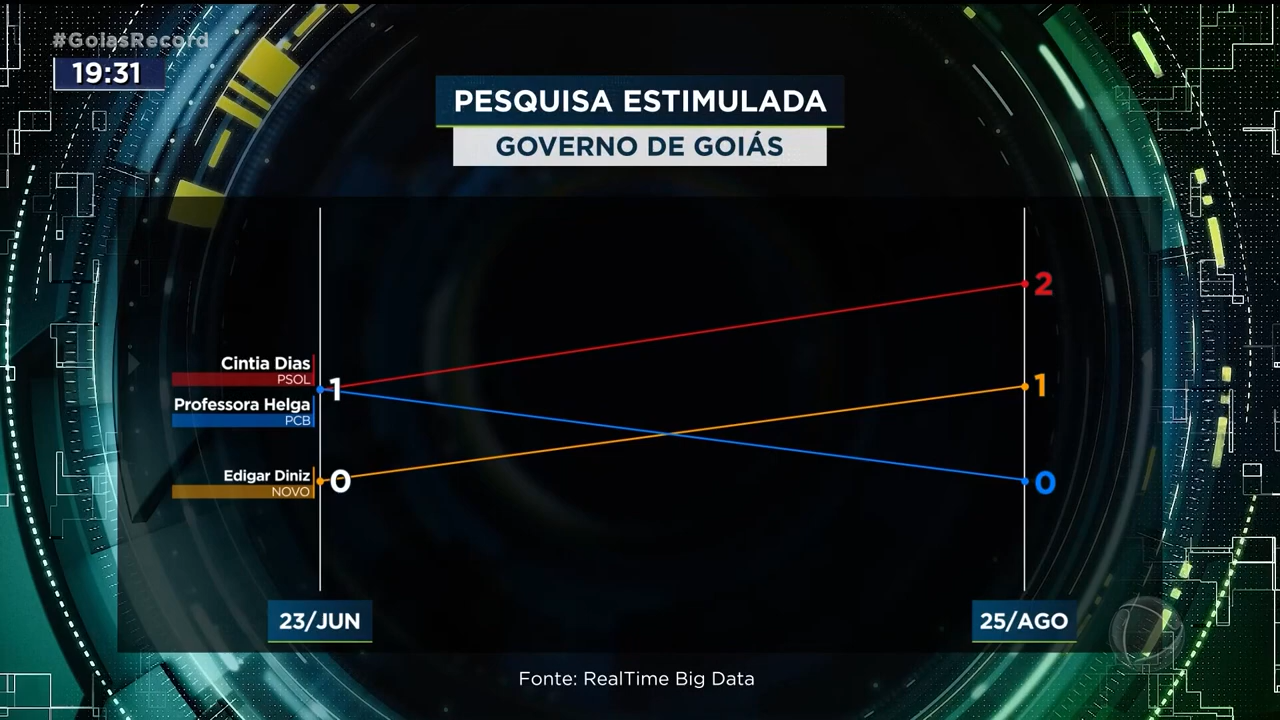 #GoiasRecord
19:31
PESQUISA ESTIMULADA
GOVERNO DE GOIÁS
2
Cintia Dias
PSOL
1
1
Professora Helga
PCB
Edigar Diniz
NOVO
0
0
23/JUN
25/AGO
Fonte: RealTime Big Data